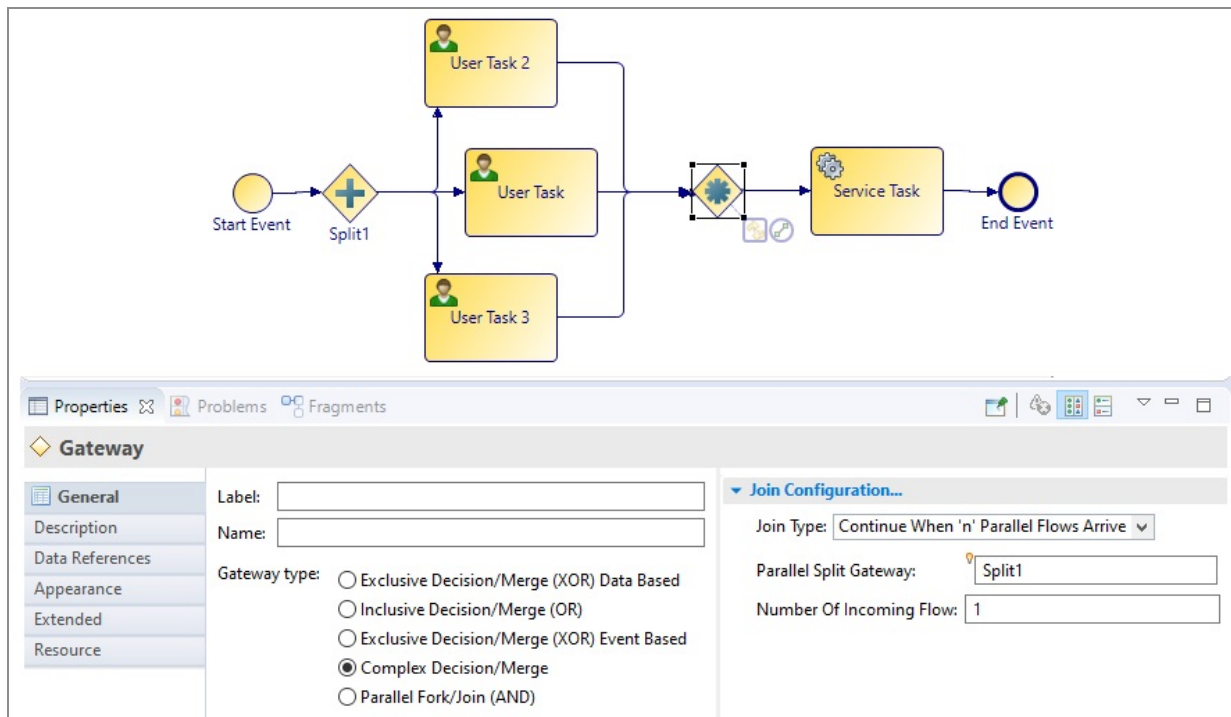 User Task 2
User Task
Service Task
Start Event
Split1
End Event
User Task 3
Properties Problems Fragments
Gateway
General
Description
Data References
Appearance
Extended
Resource
Label:
Name:
Gateway type:
Exclusive Decision/Merge (XOR) Data Based
Inclusive Decision/Merge (OR)
Exclusive Decision/Merge (XOR) Event Based
Complex Decision/Merge
Parallel Fork/Join (AND)
Join Configuration...
Join Type: Continue When 'n' Parallel Flows Arrive
Parallel Split Gateway: Split1
Number Of Incoming Flow: 1